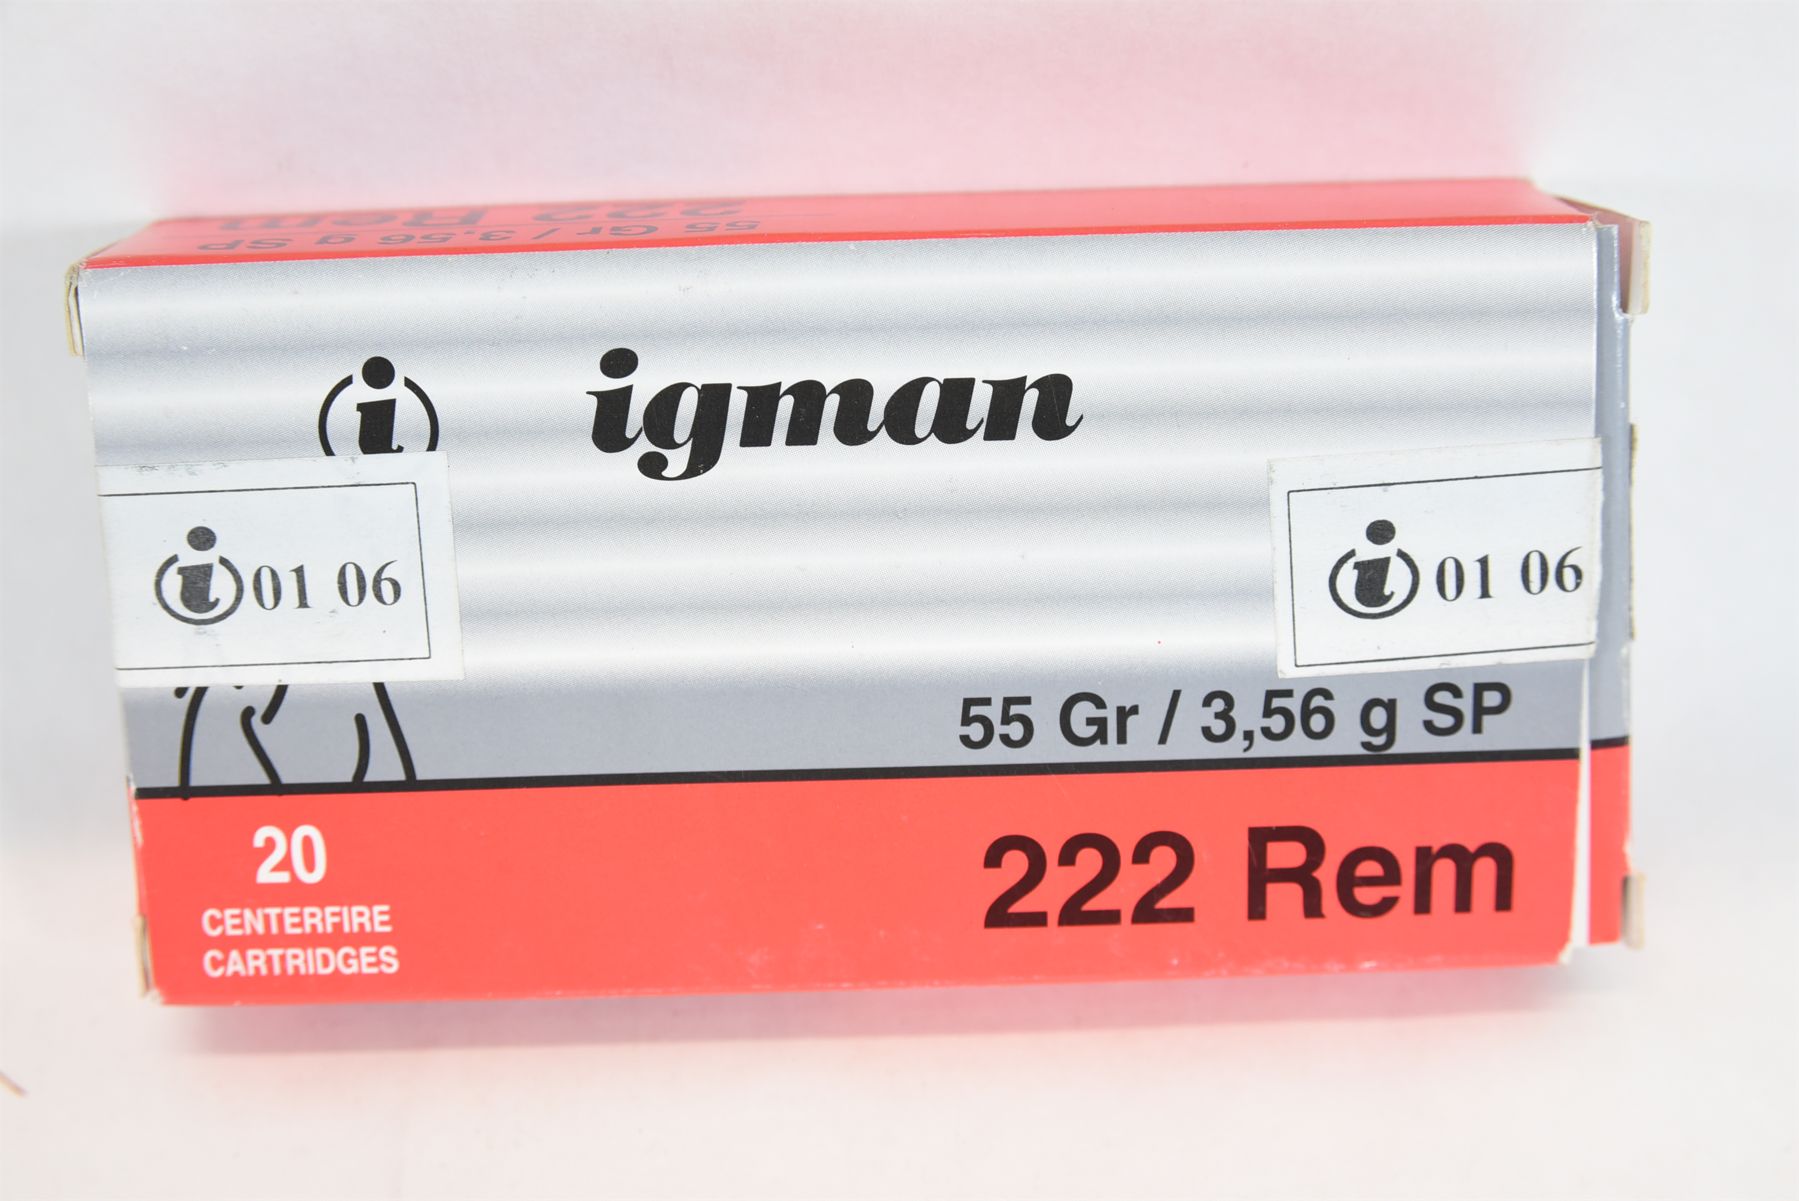 222 Rem
55 Gr / 3,56 g SP
i
igman
i 01 06
i 01 06
55 Gr / 3,56 g SP
222 Rem
20
CENTERFIRE
CARTRIDGES